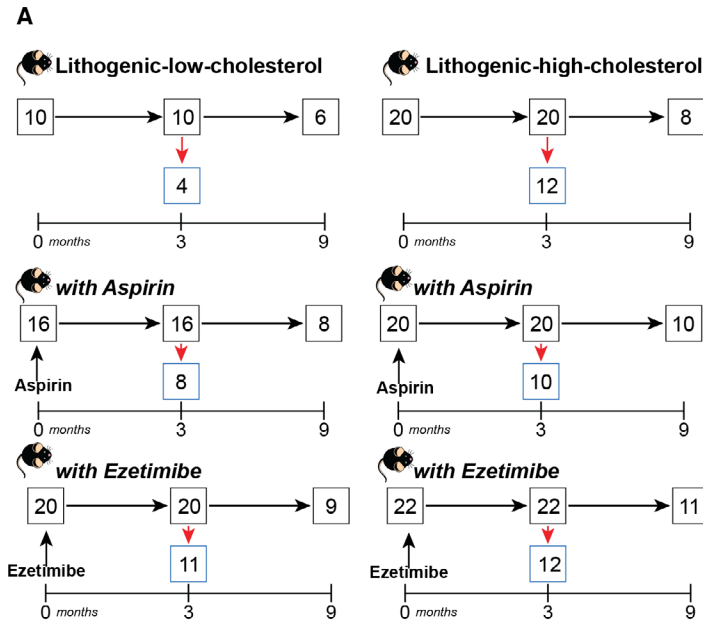 A
Lithogenic-low-cholesterol
10 10 6
4
0 months 3 9
with Aspirin
16 16 8
Aspirin 8
0 months 3 9
with Ezetimibe
20 20 9
Ezetimibe 11
0 months 3 9
Lithogenic-high-cholesterol
20 20 8
12
0 months 3 9
with Aspirin
20 20 10
Aspirin 10
0 months 3 9
with Ezetimibe
22 22 11
Ezetimibe 12
0 months 3 9